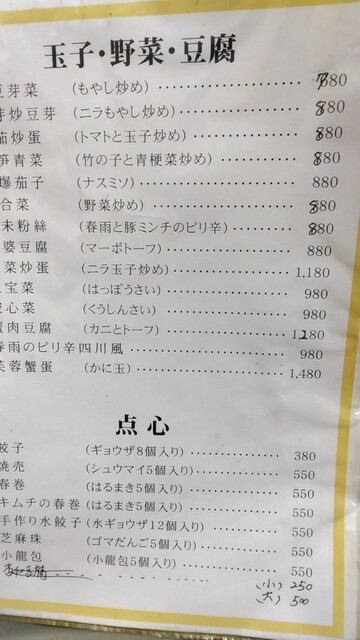 玉子・野菜・豆腐
豆芽菜 (もやし炒め) 780
炒豆芽 (ニラもやし炒め) 880
茄炒蛋 (トマトと玉子炒め) 880
笋青菜 (竹の子と青梗菜炒め) 880
爆茄子 (ナスミソ) 880
合菜 (野菜炒め) 880
未粉絲 (春雨と豚ミンチのピリ辛) 880
婆豆腐 (マーボトーフ) 880
菜炒蛋 (ニラ玉子炒め) 1,180
宝菜 (はっぽうさい) 980
心菜 (くうしんさい) 980
蟹肉豆腐 (カニとトーフ) 1,280
春雨のピリ辛四川風 980
芙蓉蟹蛋 (かに玉) 1,480
点心
餃子 (ギョウザ8個入り) 380
焼売 (シュウマイ5個入り) 550
春巻 (はるまき5個入り) 550
キムチの春巻 (はるまき5個入り) 550
手作り水餃子 (水ギョウザ12個入り) 550
芝麻珠 (ゴマだんご5個入り) 550
小龍包 (小龍包5個入り) 550
(小) 250
(大) 500